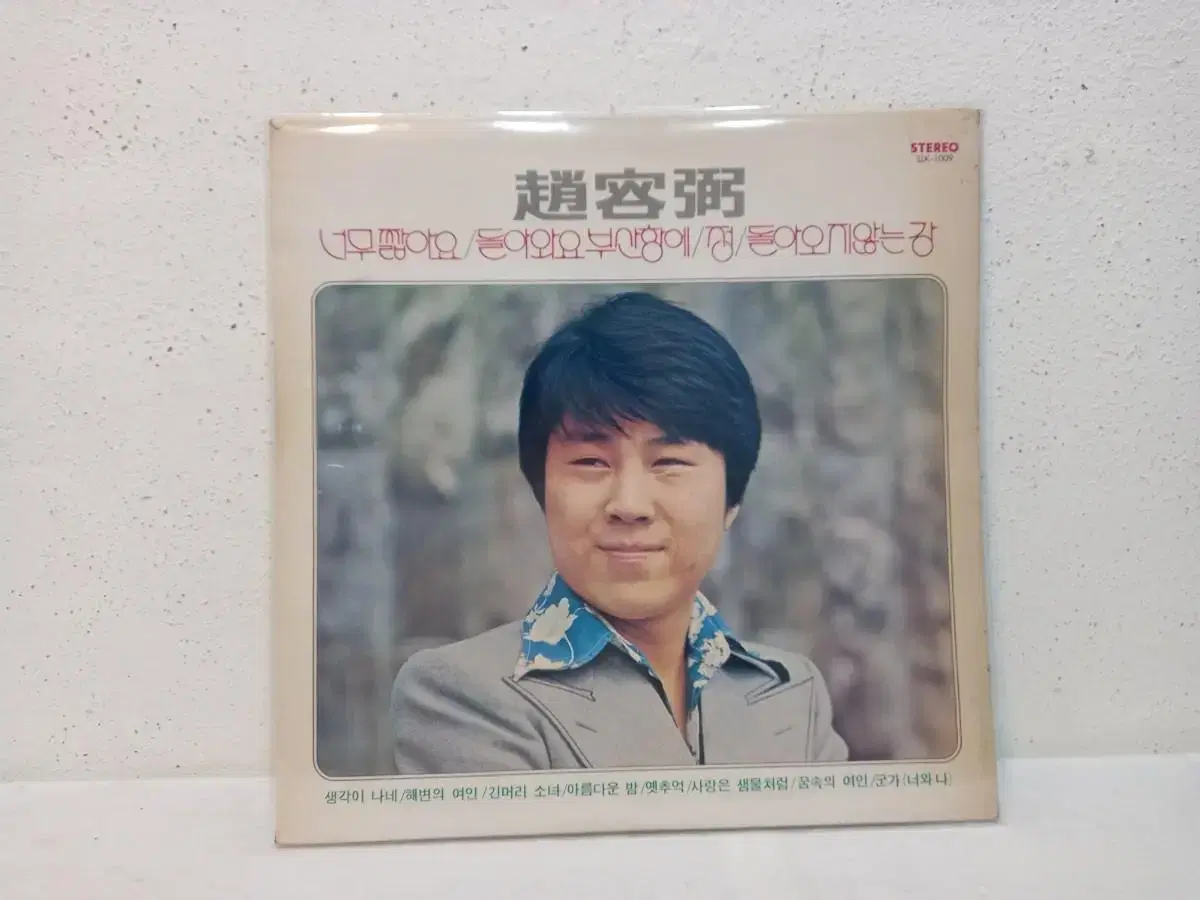 STEREO
LLK-1009
趙容弼
너무 짧아요/돌아와요 부산항에/정/돌아오지않는 강
생각이 나네/해변의 여인/긴머리 소녀/아름다운 밤/옛추억/사랑은 샘물처럼/꿈속의 여인/군가(너와 나)